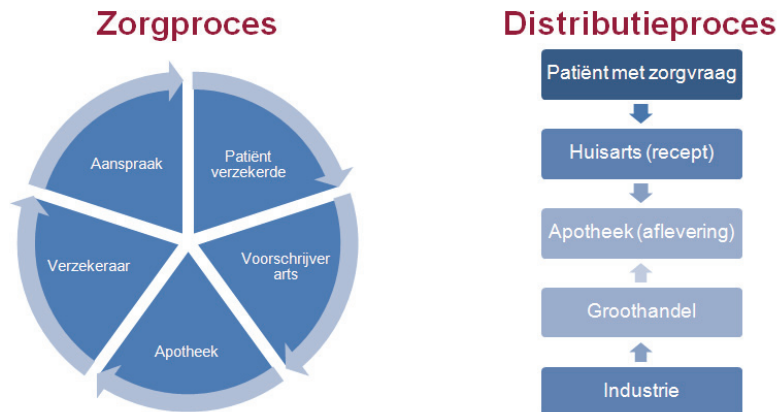 Zorgproces
Patiënt
verzekerde
Voorschrijver
arts
Apotheek
Verzekeraar
Aanspraak
Distributieproces
Patiënt met zorgvraag
Huisarts (recept)
Apotheek (aflevering)
Groothandel
Industrie